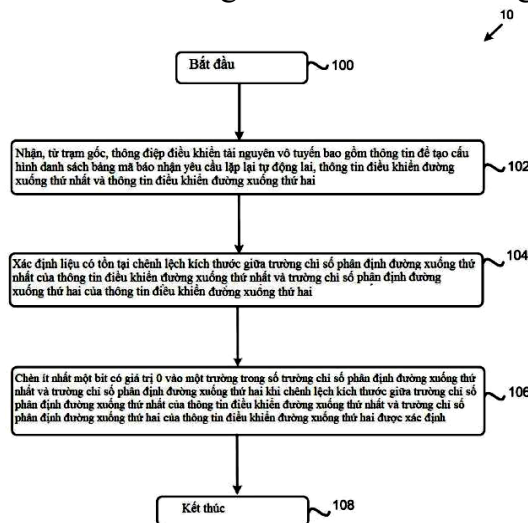 10
Bắt đầu
100
Nhận, từ trạm gốc, thông điệp điều khiển tài nguyên vô tuyến bao gồm thông tin để tạo cấu
hình danh sách bảng mã báo nhận yêu cầu lặp lại tự động lai, thông tin điều khiển đường
xuống thứ nhất và thông tin điều khiển đường xuống thứ hai
102
Xác định liệu có tồn tại chênh lệch kích thước giữa trường chỉ số phân định đường xuống thứ
nhất của thông tin điều khiển đường xuống thứ nhất và trường chỉ số phân định đường
xuống thứ hai của thông tin điều khiển đường xuống thứ hai
104
Chèn ít nhất một bit có giá trị 0 vào một trường trong số trường chỉ số phân định đường xuống thứ
nhất và trường chỉ số phân định đường xuống thứ hai khi chênh lệch kích thước giữa trường chỉ số
phân định đường xuống thứ nhất của thông tin điều khiển đường xuống thứ nhất và trường chỉ số
phân định đường xuống thứ hai của thông tin điều khiển đường xuống thứ hai được xác định
106
Kết thúc
108